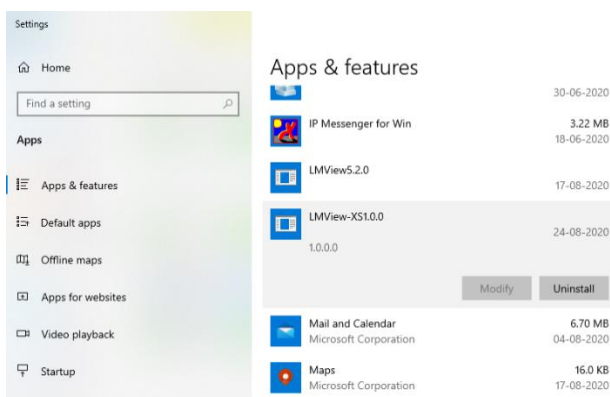 Settings
Home
Find a setting
Apps
Apps & features
Default apps
Offline maps
Apps for websites
Video playback
Startup
Apps & features
30-06-2020
IP Messenger for Win 3.22 MB
18-06-2020
LMView5.2.0
17-08-2020
LMView-XS1.0.0
24-08-2020
1.0.0.0
Modify Uninstall
Mail and Calendar 6.70 MB
Microsoft Corporation 04-08-2020
Maps 16.0 KB
Microsoft Corporation 17-08-2020